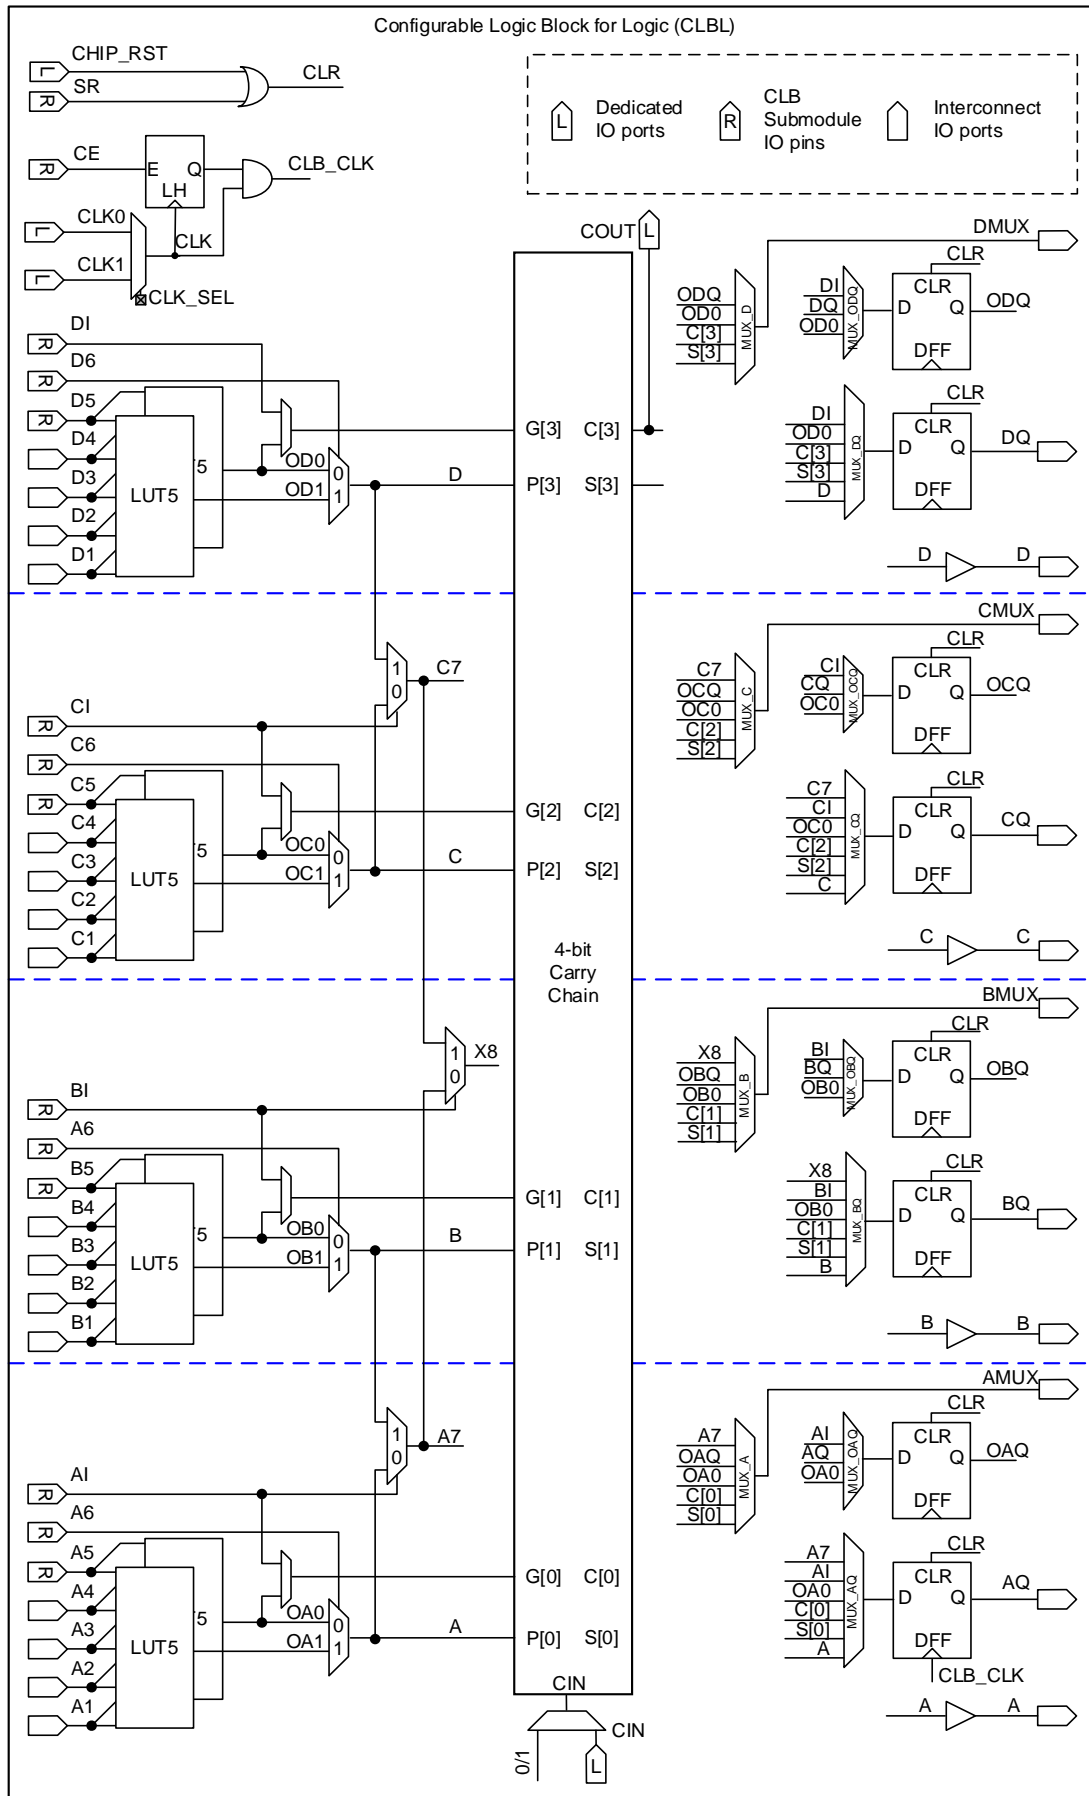 Configurable Logic Block for Logic (CLBL)
CHIP_RST
L
SR
R
CLR
L
Dedicated
IO ports
R
CLB
Submodule
IO pins
Interconnect
IO ports
CE
R
E
Q
LH
CLB_CLK
CLK0
L
CLK
CLK1
L
CLK_SEL
COUT
L
DI
R
D6
R
D5
R
D4
D3
D2
D1
5
LUT5
OD0
OD1
0
1
D
G[3]
C[3]
P[3]
S[3]
DMUX
ODQ
OD0
C[3]
S[3]
MUX_D
DI
DQ
OD0
MUX_ODQ
CLR
CLR
D
Q
DFF
ODQ
DI
OD0
C[3]
S[3]
D
MUX_DQ
CLR
CLR
D
Q
DFF
DQ
D
D
1
0
C7
CI
R
C6
R
C5
R
C4
C3
C2
C1
5
LUT5
OC0
OC1
0
1
C
G[2]
C[2]
P[2]
S[2]
CMUX
C7
OCQ
OC0
C[2]
S[2]
MUX_C
CI
CQ
OC0
MUX_OCQ
CLR
CLR
D
Q
DFF
OCQ
C7
CI
OC0
C[2]
S[2]
C
MUX_CQ
CLR
CLR
D
Q
DFF
CQ
C
C
4-bit
Carry
Chain
1
0
X8
BI
R
A6
R
B5
R
B4
B3
B2
B1
5
LUT5
OB0
OB1
0
1
B
G[1]
C[1]
P[1]
S[1]
BMUX
X8
OBQ
OB0
C[1]
S[1]
MUX_B
BI
BQ
OB0
MUX_OBQ
CLR
CLR
D
Q
DFF
OBQ
X8
BI
OB0
C[1]
S[1]
B
MUX_BQ
CLR
CLR
D
Q
DFF
BQ
B
B
1
0
A7
AI
R
A6
R
A5
R
A4
A3
A2
A1
5
LUT5
OA0
OA1
0
1
A
G[0]
C[0]
P[0]
S[0]
AMUX
A7
OAQ
OA0
C[0]
S[0]
MUX_A
AI
AQ
OA0
MUX_OAQ
CLR
CLR
D
Q
DFF
OAQ
A7
AI
OA0
C[0]
S[0]
A
MUX_AQ
CLR
CLR
D
Q
DFF
AQ
CLB_CLK
A
A
CIN
CIN
0/1
L